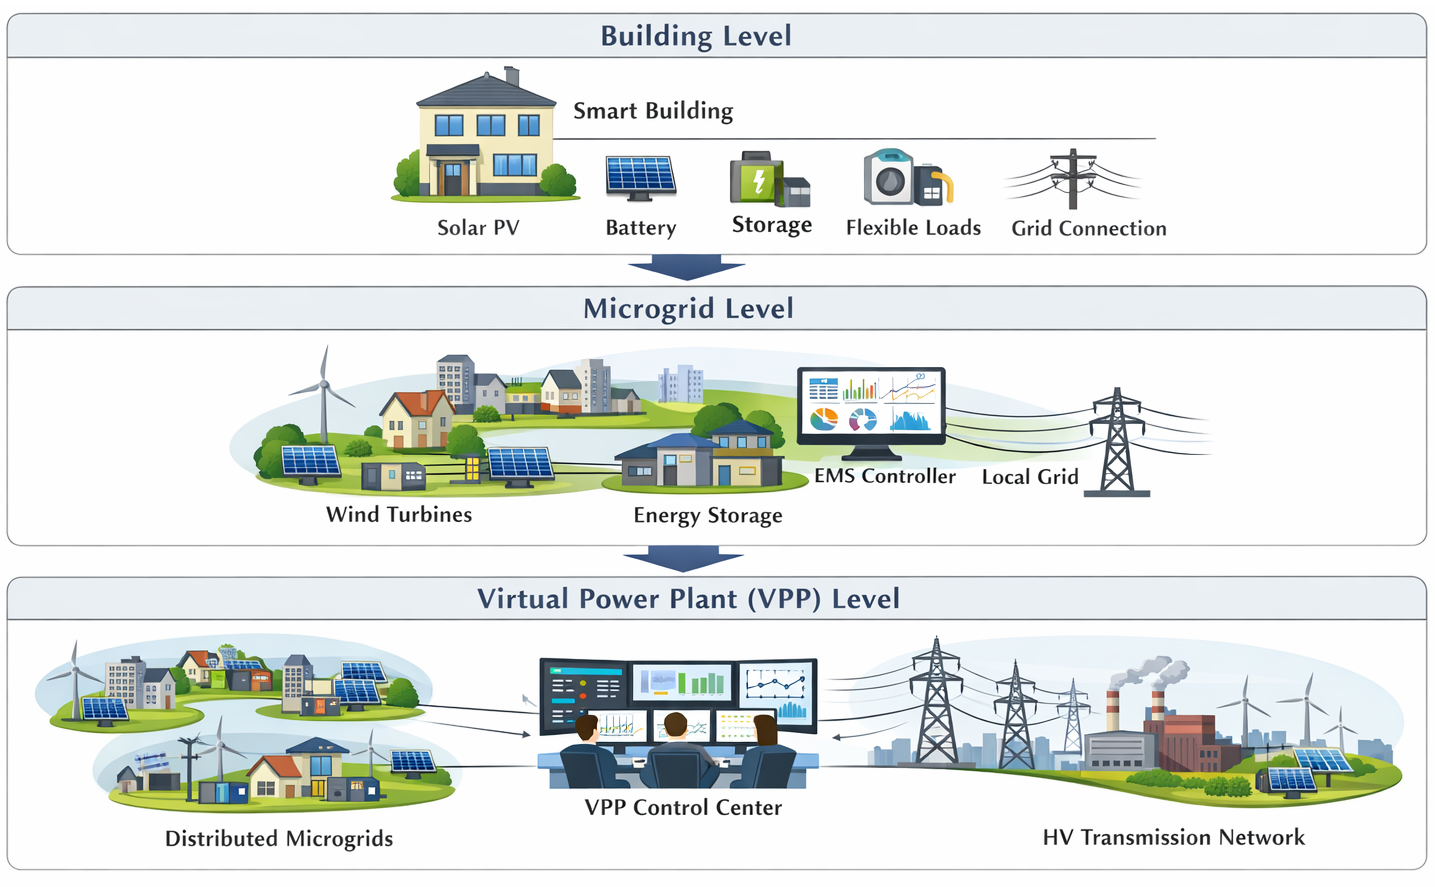 Building Level
Smart Building
Solar PV
Battery
Storage
Flexible Loads
Grid Connection
Microgrid Level
EMS Controller
Local Grid
Wind Turbines
Energy Storage
Virtual Power Plant (VPP) Level
VPP Control Center
Distributed Microgrids
HV Transmission Network